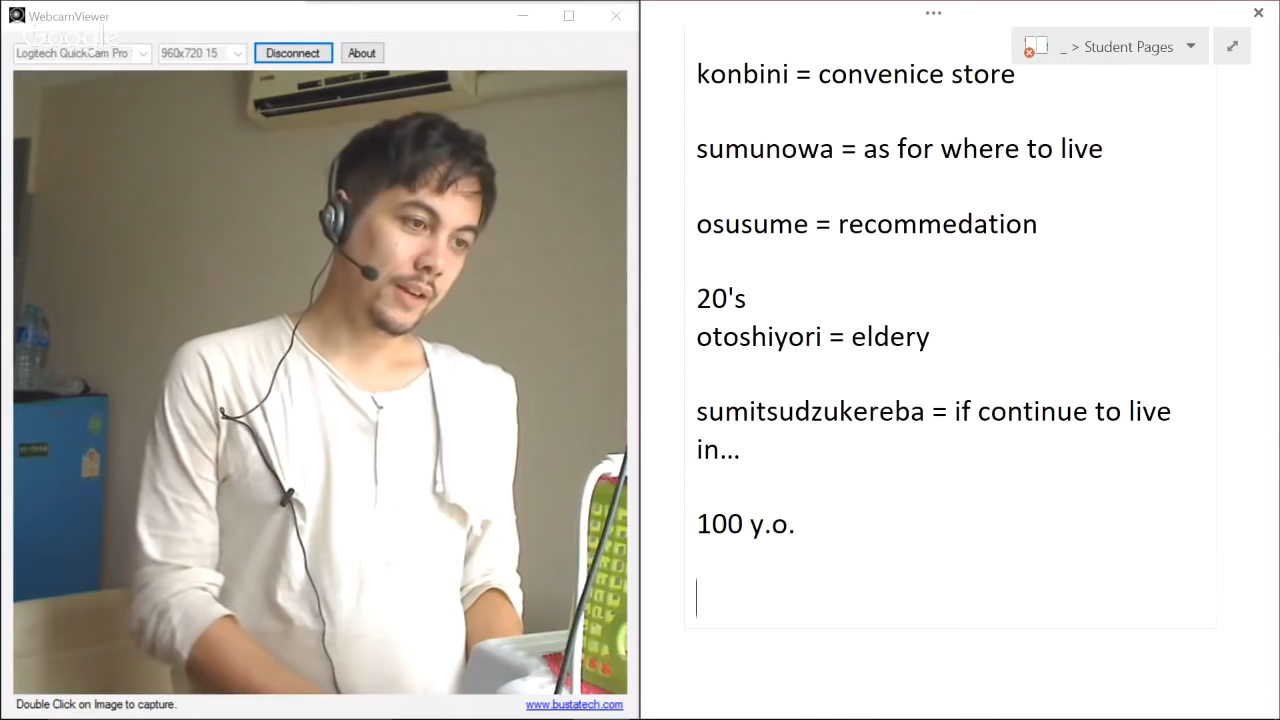 WebcamViewer
Google
Logitech QuickCam Pro
960x720 15
Disconnect
About
Double Click on Image to capture.
www.bustatech.com
_ > Student Pages
konbini = convenice store
sumunowa = as for where to live
osusume = recommedation
20's
otoshiyori = eldery
sumitsudzukereba = if continue to live
in...
100 y.o.